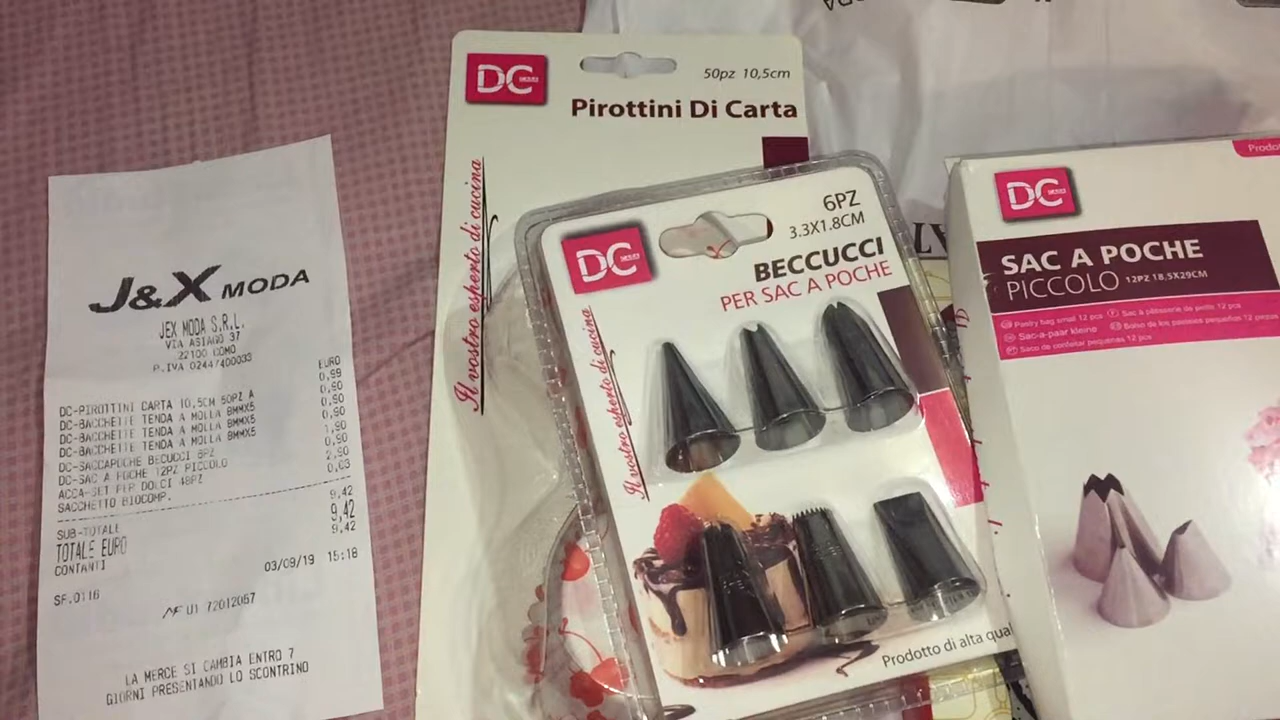 J&X MODA
JEX MODA S.R.L.
VIA ASIAGO 37
22100 COMO
P.IVA 02447400033
EURO
DC-PIROTTINI CARTA 10,5CM 50PZ A 0,99
DC-BACCHETTE TENDA A MOLLA 8MMX5 0,90
DC-BACCHETTE TENDA A MOLLA 8MMX5 0,90
DC-BACCHETTE TENDA A MOLLA 8MMX5 0,90
DC-SACCAPOCHE BECUCCI 6PZ 1,90
DC-SAC A POCHE 12PZ PICCOLO 0,90
ACCA-SET PER DOLCI 48PZ 2,90
SACCHETTO BIOCOMP. 0,03
SUB-TOTALE 9,42
TOTALE EURO 9,42
CONTANTI 9,42
03/09/19 15:18
SF.0116
U1 72012067
LA MERCE SI CAMBIA ENTRO 7
GIORNI PRESENTANDO LO SCONTRINO
DC
50pz 10,5cm
Pirottini Di Carta
Il vostro esperto di cucina
DC
6PZ
3.3X1.8CM
BECCUCCI
PER SAC A POCHE
Il vostro esperto di cucina
Prodotto di alta
DC
SAC A POCHE
PICCOLO 12PZ 18.5X29CM
Pastry bag small 12 pcs
Sac à pâtisserie de petite 12 pcs
Sac-a-paar kleine
Bolso de los pasteles pequeños 12 piezas
Saco de confeitar pequenas 12 pcs